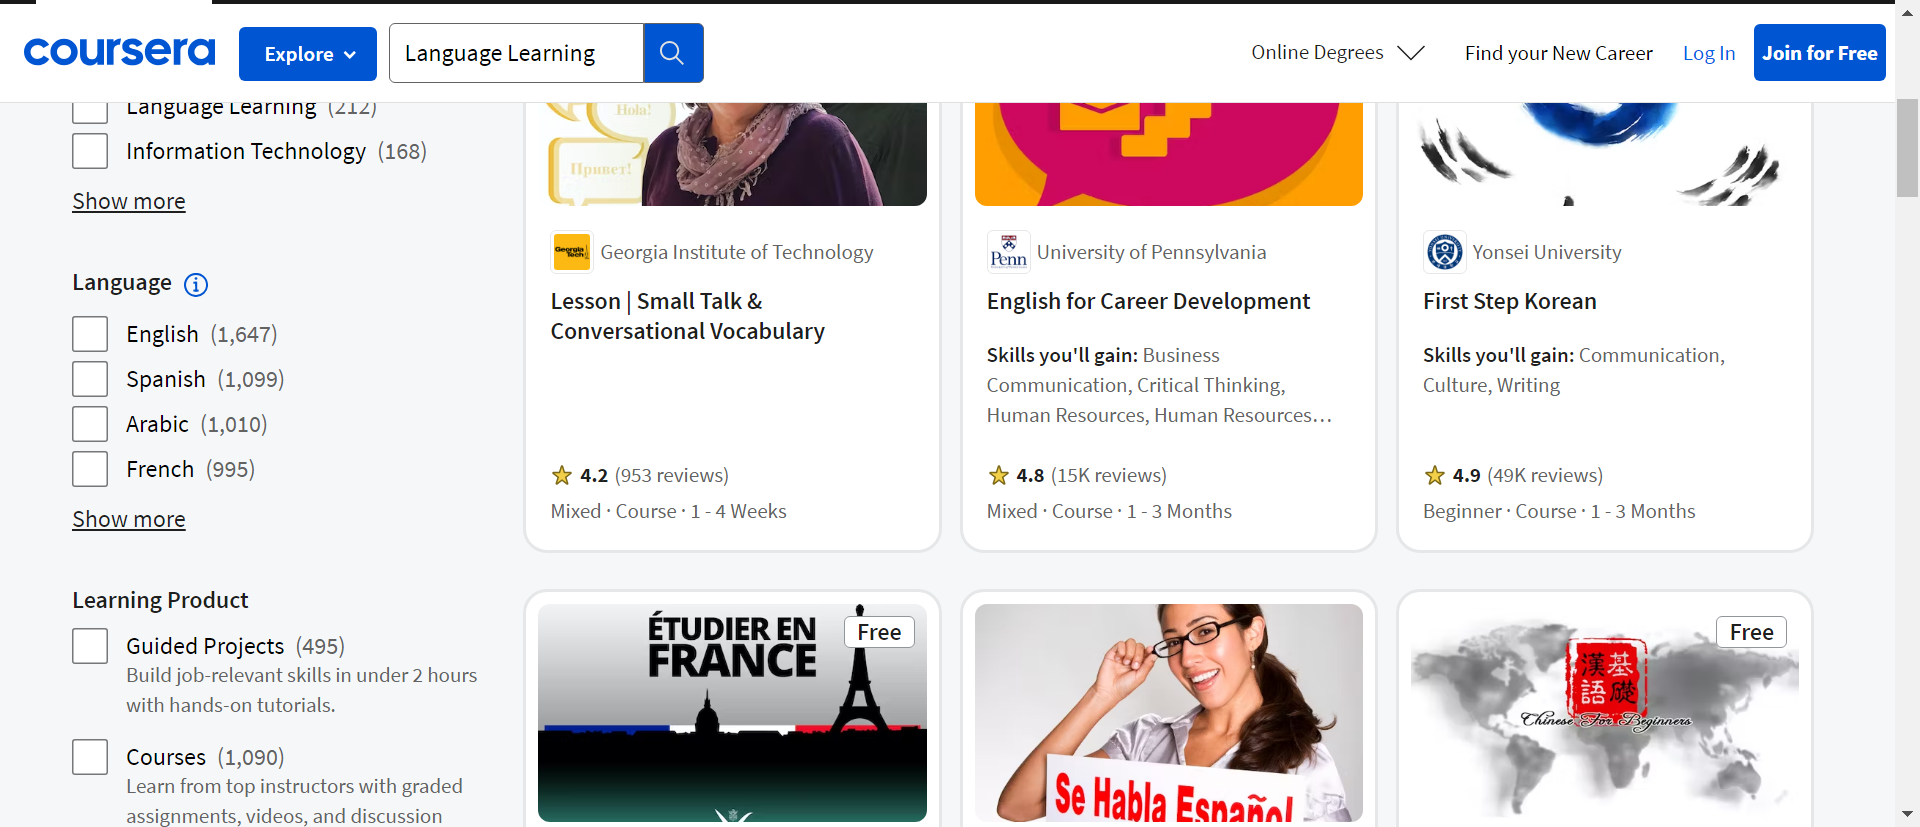 coursera
Explore
Language Learning
Online Degrees
Find your New Career
Log In
Join for Free
Language Learning (212)
Information Technology (168)
Show more
Language
English (1,647)
Spanish (1,099)
Arabic (1,010)
French (995)
Show more
Learning Product
Guided Projects (495)
Build job-relevant skills in under 2 hours
with hands-on tutorials.
Courses (1,090)
Learn from top instructors with graded
assignments, videos, and discussion
Hola!
Привет!
Georgia Tech
Georgia Institute of Technology
Lesson | Small Talk &
Conversational Vocabulary
4.2 (953 reviews)
Mixed · Course · 1 - 4 Weeks
Penn
University of Pennsylvania
English for Career Development
Skills you'll gain: Business
Communication, Critical Thinking,
Human Resources, Human Resources…
4.8 (15K reviews)
Mixed · Course · 1 - 3 Months
Yonsei University
First Step Korean
Skills you'll gain: Communication,
Culture, Writing
4.9 (49K reviews)
Beginner · Course · 1 - 3 Months
ÉTUDIER EN
FRANCE
Free
Se Habla Español
Free
漢基
語礎
Chinese For Beginners